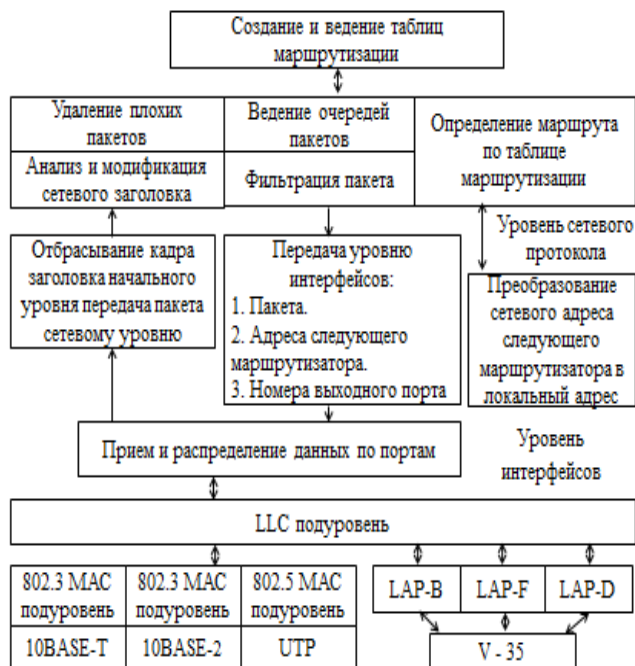 Создание и ведение таблиц
маршрутизации
Удаление плохих
пакетов
Ведение очередей
пакетов
Определение маршрута
по таблице
маршрутизации
Анализ и модификация
сетевого заголовка
Фильтрация пакета
Уровень сетевого
протокола
Отбрасывание кадра
заголовка начального
уровня передача пакета
сетевому уровню
Передача уровню
интерфейсов:
1. Пакета.
2. Адреса следующего
маршрутизатора.
3. Номера выходного порта
Преобразование
сетевого адреса
следующего
маршрутизатора в
локальный адрес
Прием и распределение данных по портам
Уровень
интерфейсов
LLC подуровень
802.3 MAC
подуровень
802.3 MAC
подуровень
802.5 MAC
подуровень
LAP-B
LAP-F
LAP-D
10BASE-T
10BASE-2
UTP
V - 35